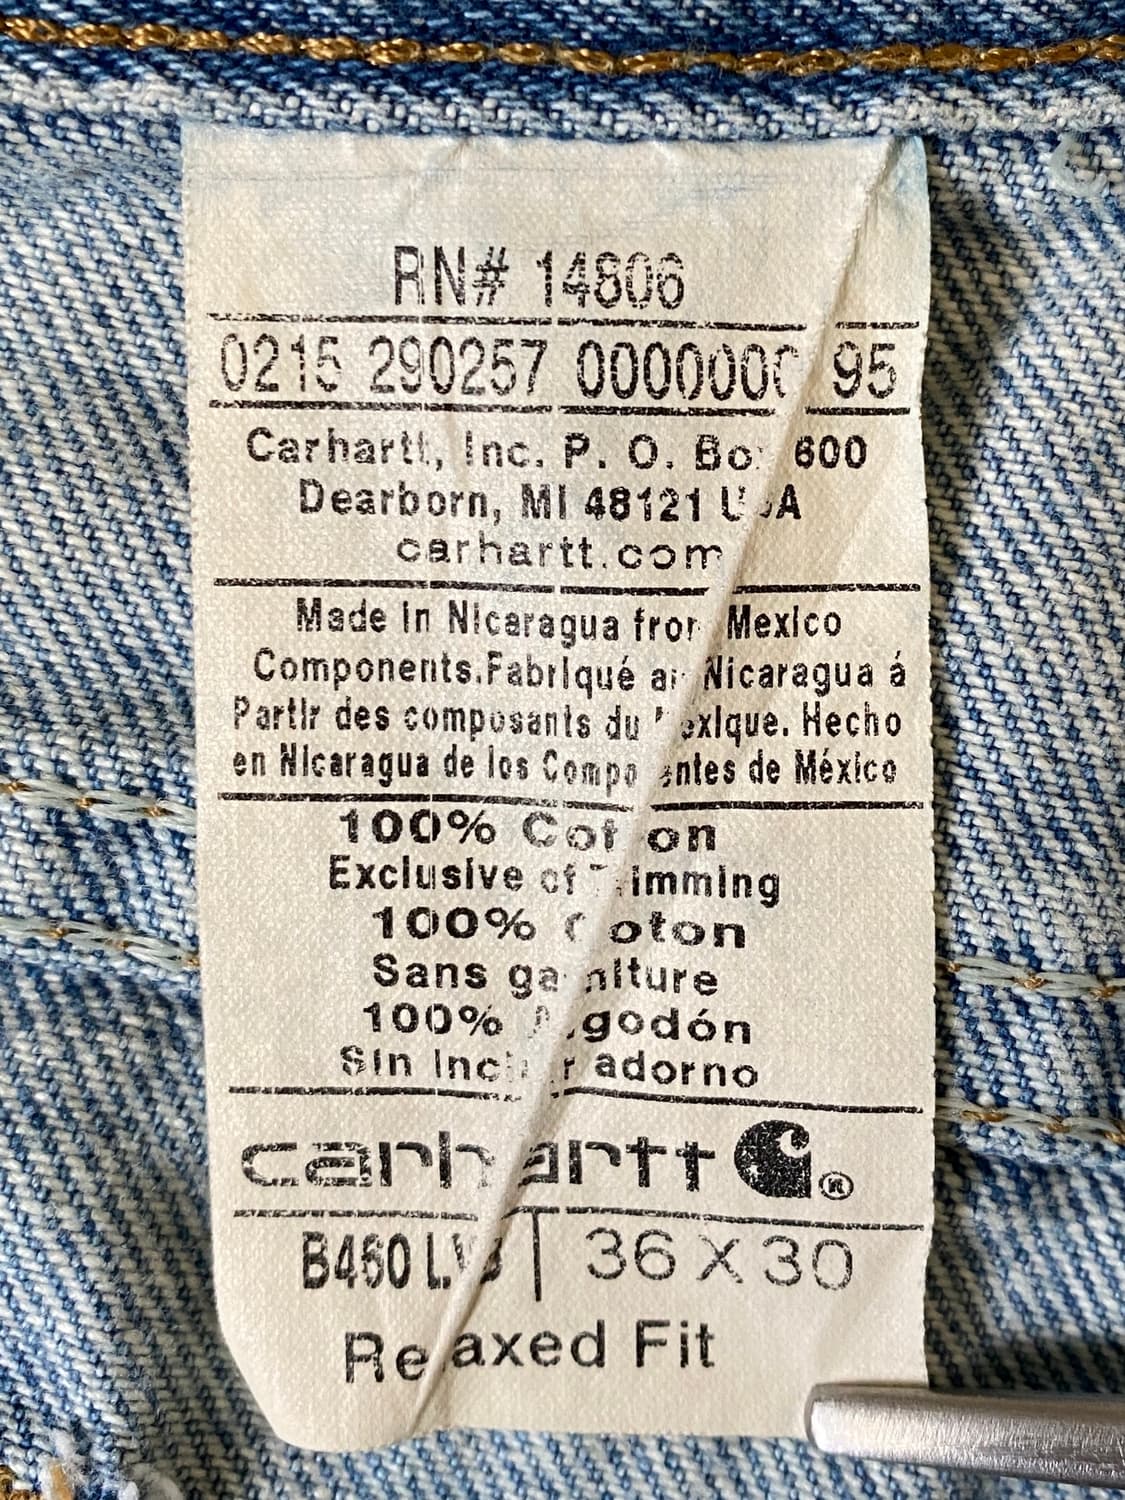 RN# 14806
0215 290257 0000000 95
Carhartt, Inc. P. O. Box 600
Dearborn, MI 48121 USA
carhartt.com
Made in Nicaragua from Mexico
Components.Fabriqué au Nicaragua á
Partir des composants du Mexique. Hecho
en Nicaragua de los Componentes de México
100% Cotton
Exclusive of Trimming
100% Coton
Sans garniture
100% Algodón
Sin incluir adorno
carhartt ®
B460 36 X 30
Relaxed Fit